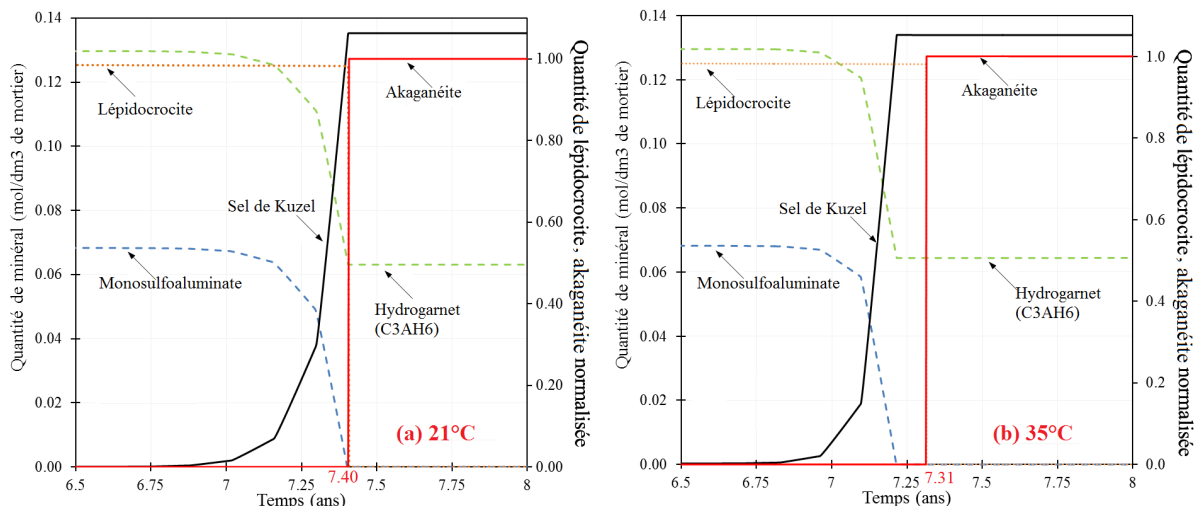 Quantité de minéral (mol/dm3 de mortier)
0.14
0.12
0.10
0.08
0.06
0.04
0.02
0.00
Lépidocrocite
Akaganéite
Sel de Kuzel
Monosulfoaluminate
Hydrogarnet
(C3AH6)
(a) 21°C
6.5
6.75
7
7.25
7.40
7.5
7.75
8
Temps (ans)
1.00
0.80
0.60
0.40
0.20
0.00
Quantité de lépidocrocite, akaganéite normalisée
Quantité de minéral (mol/dm3 de mortier)
0.14
0.12
0.10
0.08
0.06
0.04
0.02
0.00
Lépidocrocite
Akaganéite
Sel de Kuzel
Monosulfoaluminate
Hydrogarnet
(C3AH6)
(b) 35°C
6.5
6.75
7
7.25
7.31
7.5
7.75
8
Temps (ans)
1.0
0.8
0.6
0.4
0.2
0.0
Quantité de lépidocrocite, akaganéite normalisée